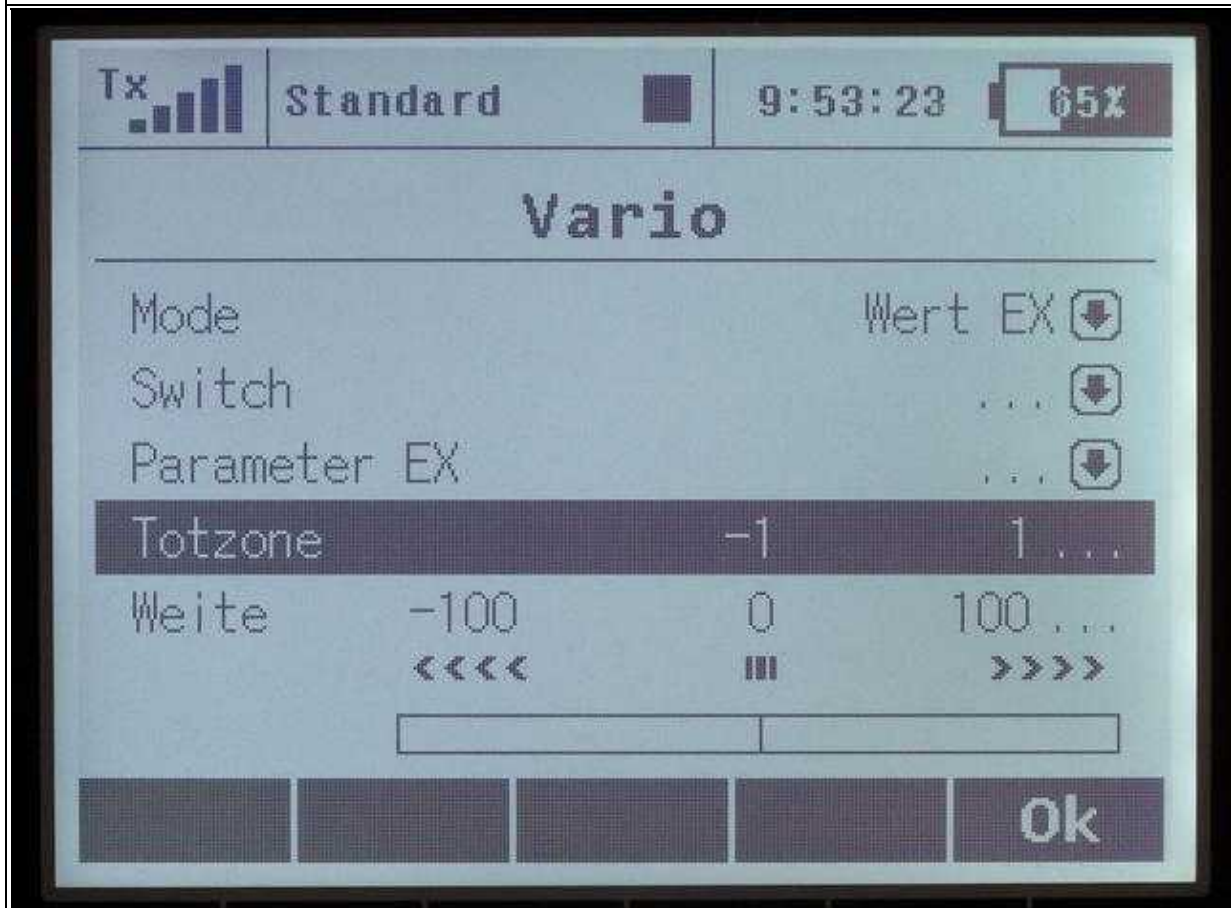 Tx Standard 9:53:23 65%
Vario
Mode Wert EX
Switch ...
Parameter EX ...
Totzone -1 1 ...
Weite -100 0 100 ...
<<<< >>>>
Ok